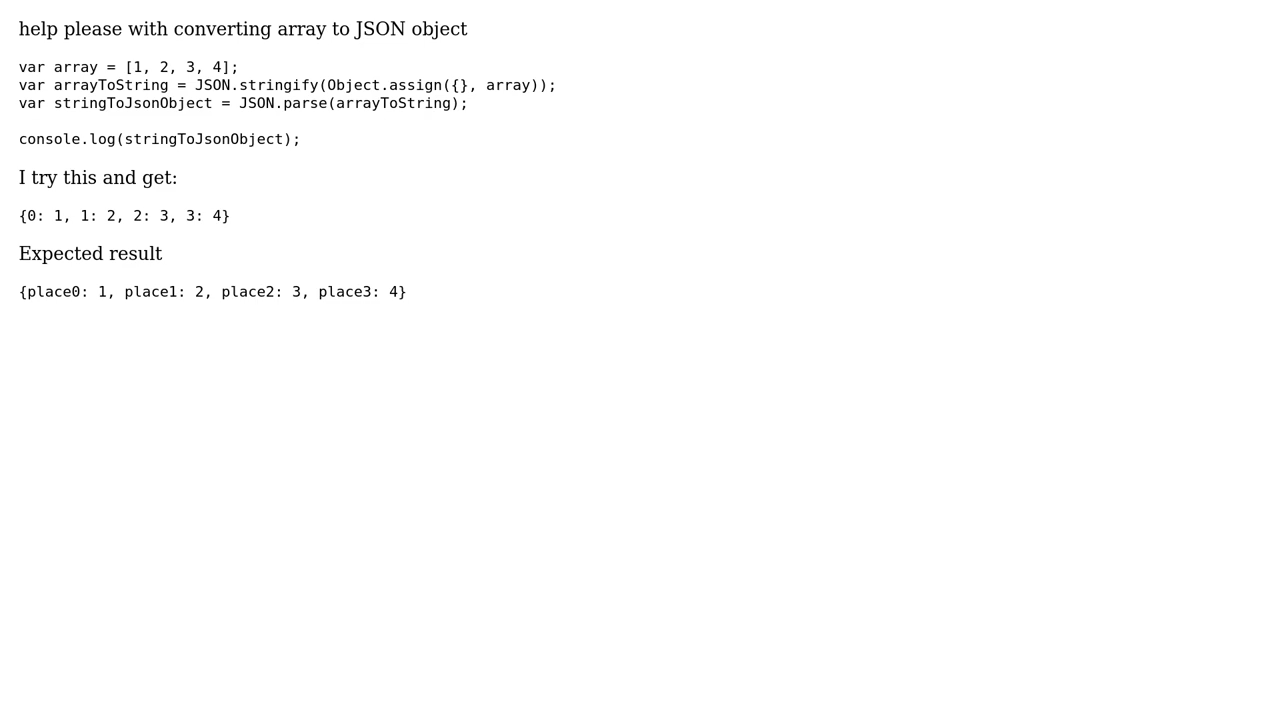 help please with converting array to JSON object
var array = [1, 2, 3, 4];
var arrayToString = JSON.stringify(Object.assign({}, array));
var stringToJsonObject = JSON.parse(arrayToString);
console.log(stringToJsonObject);
I try this and get:
{0: 1, 1: 2, 2: 3, 3: 4}
Expected result
{place0: 1, place1: 2, place2: 3, place3: 4}